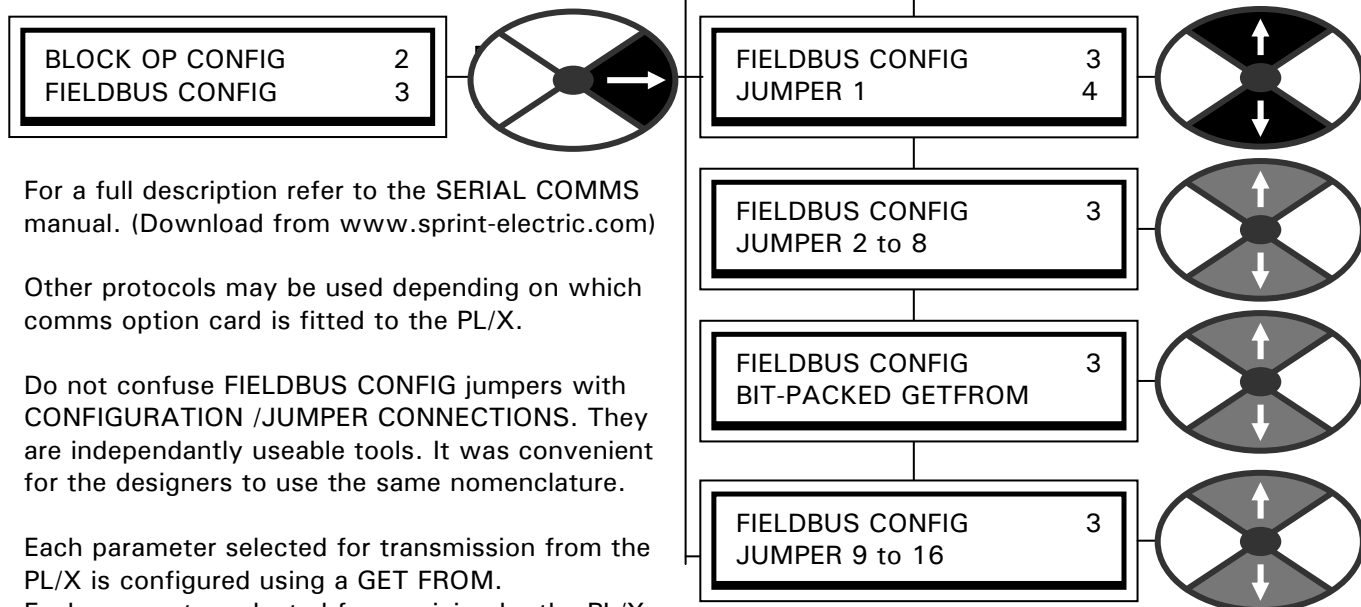 BLOCK OP CONFIG 2
FIELDBUS CONFIG 3
For a full description refer to the SERIAL COMMS
manual. (Download from www.sprint-electric.com)
Other protocols may be used depending on which
comms option card is fitted to the PL/X.
Do not confuse FIELDBUS CONFIG jumpers with
CONFIGURATION /JUMPER CONNECTIONS. They
are independantly useable tools. It was convenient
for the designers to use the same nomenclature.
Each parameter selected for transmission from the
PL/X is configured using a GET FROM.
FIELDBUS CONFIG 3
JUMPER 1 4
FIELDBUS CONFIG 3
JUMPER 2 to 8
FIELDBUS CONFIG 3
BIT-PACKED GETFROM
FIELDBUS CONFIG 3
JUMPER 9 to 16